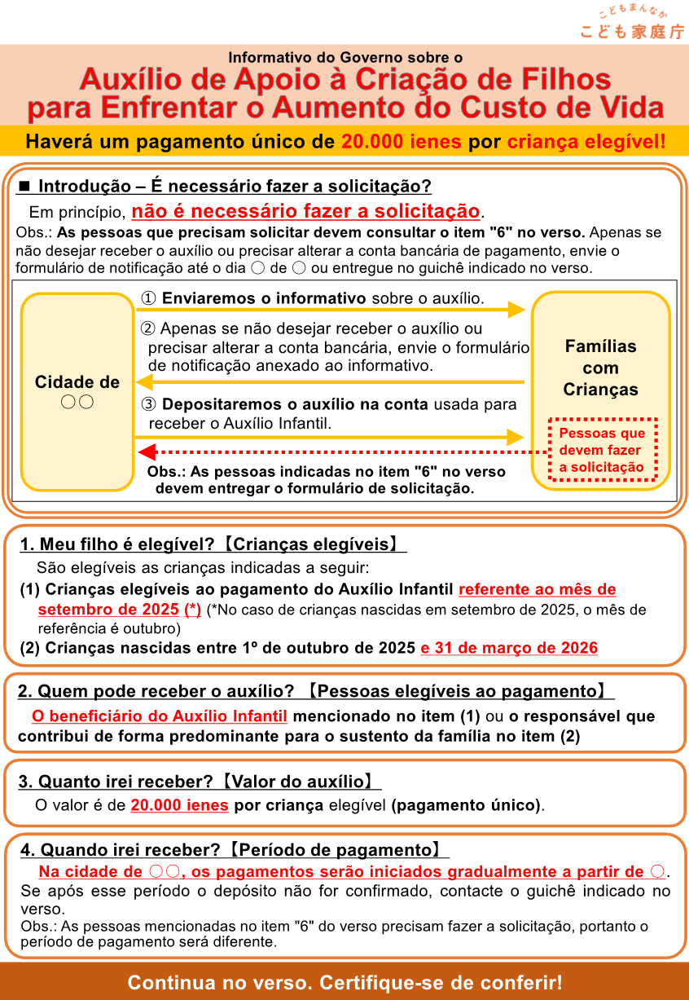 こどもまんなか
こども家庭庁
Informativo do Governo sobre o
Auxílio de Apoio à Criação de Filhos
para Enfrentar o Aumento do Custo de Vida
Haverá um pagamento único de 20.000 ienes por criança elegível!
■ Introdução – É necessário fazer a solicitação?
Em princípio, não é necessário fazer a solicitação.
Obs.: As pessoas que precisam solicitar devem consultar o item "6" no verso. Apenas se
não desejar receber o auxílio ou precisar alterar a conta bancária de pagamento, envie o
formulário de notificação até o dia ○ de ○ ou entregue no guichê indicado no verso.
① Enviaremos o informativo sobre o auxílio.
② Apenas se não desejar receber o auxílio ou
precisar alterar a conta bancária, envie o formulário
de notificação anexado ao informativo.
Cidade de
○○
Famílias
com
Crianças
③ Depositaremos o auxílio na conta usada para
receber o Auxílio Infantil.
Pessoas que
devem fazer
a solicitação
Obs.: As pessoas indicadas no item "6" no verso
devem entregar o formulário de solicitação.
1. Meu filho é elegível?【Crianças elegíveis】
São elegíveis as crianças indicadas a seguir:
(1) Crianças elegíveis ao pagamento do Auxílio Infantil referente ao mês de
setembro de 2025 (*) (*No caso de crianças nascidas em setembro de 2025, o mês de
referência é outubro)
(2) Crianças nascidas entre 1º de outubro de 2025 e 31 de março de 2026
2. Quem pode receber o auxílio? 【Pessoas elegíveis ao pagamento】
O beneficiário do Auxílio Infantil mencionado no item (1) ou o responsável que
contribui de forma predominante para o sustento da família no item (2)
3. Quanto irei receber?【Valor do auxílio】
O valor é de 20.000 ienes por criança elegível (pagamento único).
4. Quando irei receber?【Período de pagamento】
Na cidade de ○○, os pagamentos serão iniciados gradualmente a partir de ○.
Se após esse período o depósito não for confirmado, contacte o guichê indicado no
verso.
Obs.: As pessoas mencionadas no item "6" do verso precisam fazer a solicitação, portanto o
período de pagamento será diferente.
Continua no verso. Certifique-se de conferir!